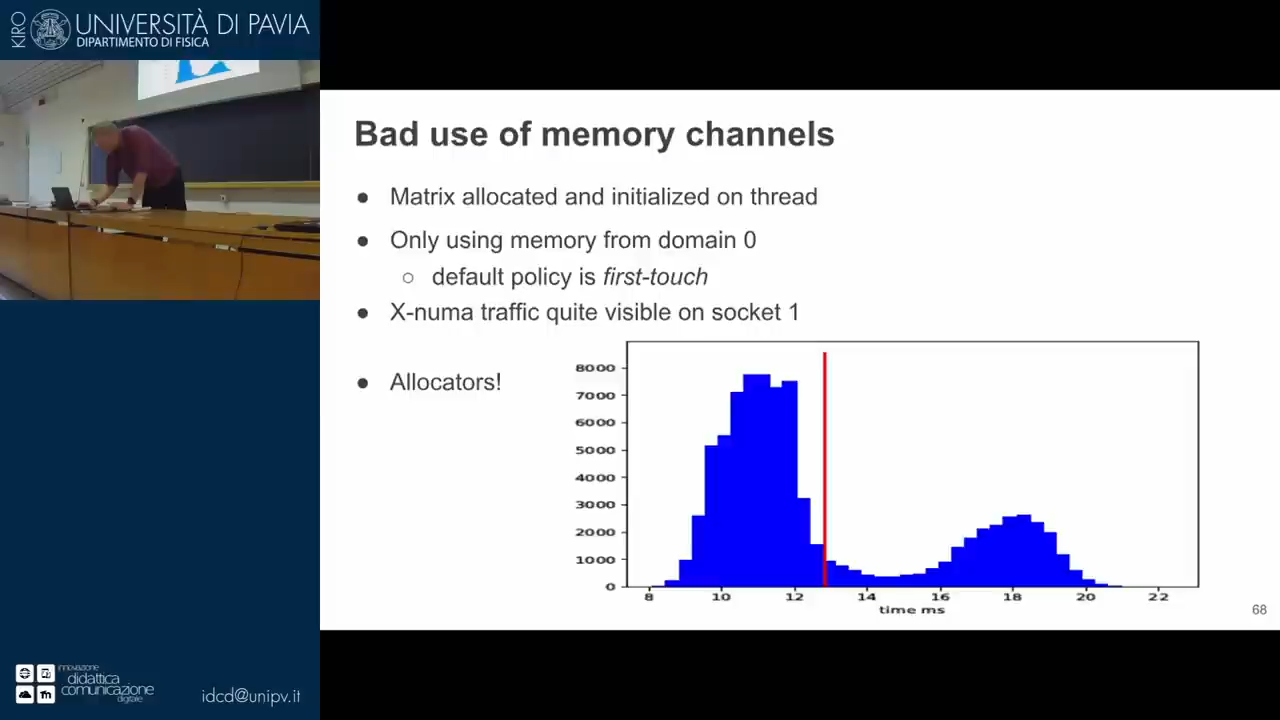 KIRO
UNIVERSITÀ DI PAVIA
DIPARTIMENTO DI FISICA
Bad use of memory channels
● Matrix allocated and initialized on thread
● Only using memory from domain 0
○ default policy is first-touch
● X-numa traffic quite visible on socket 1
● Allocators!
8000
7000
6000
5000
4000
3000
2000
1000
0
8 10 12 14 16 18 20 22
time ms
68
innovazione
didattica
comunicazione
digitale
idcd@unipv.it